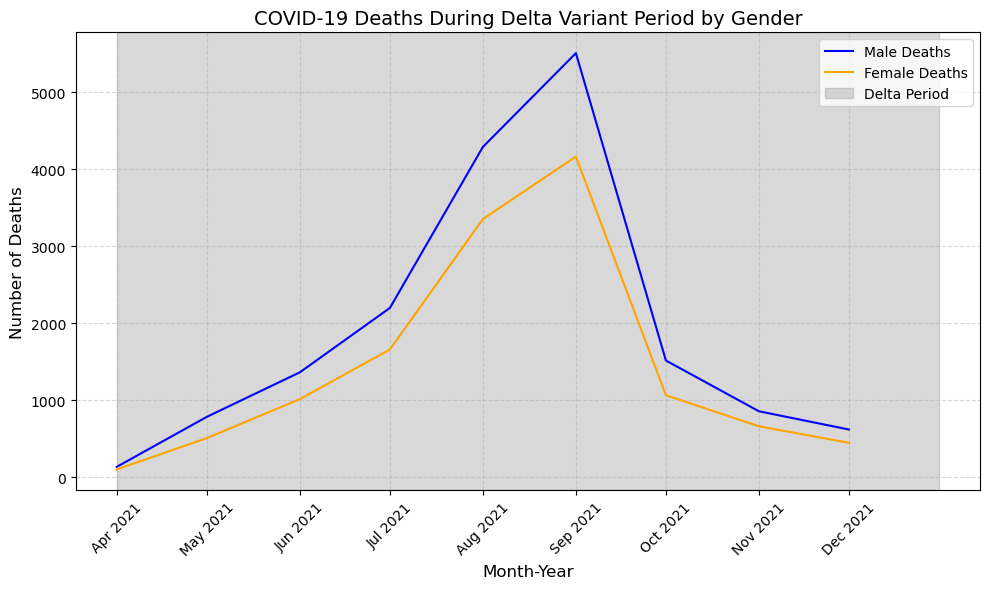 COVID-19 Deaths During Delta Variant Period by Gender
Male Deaths
Female Deaths
Delta Period
Number of Deaths
5000
4000
3000
2000
1000
0
Apr 2021
May 2021
Jun 2021
Jul 2021
Aug 2021
Sep 2021
Oct 2021
Nov 2021
Dec 2021
Month-Year